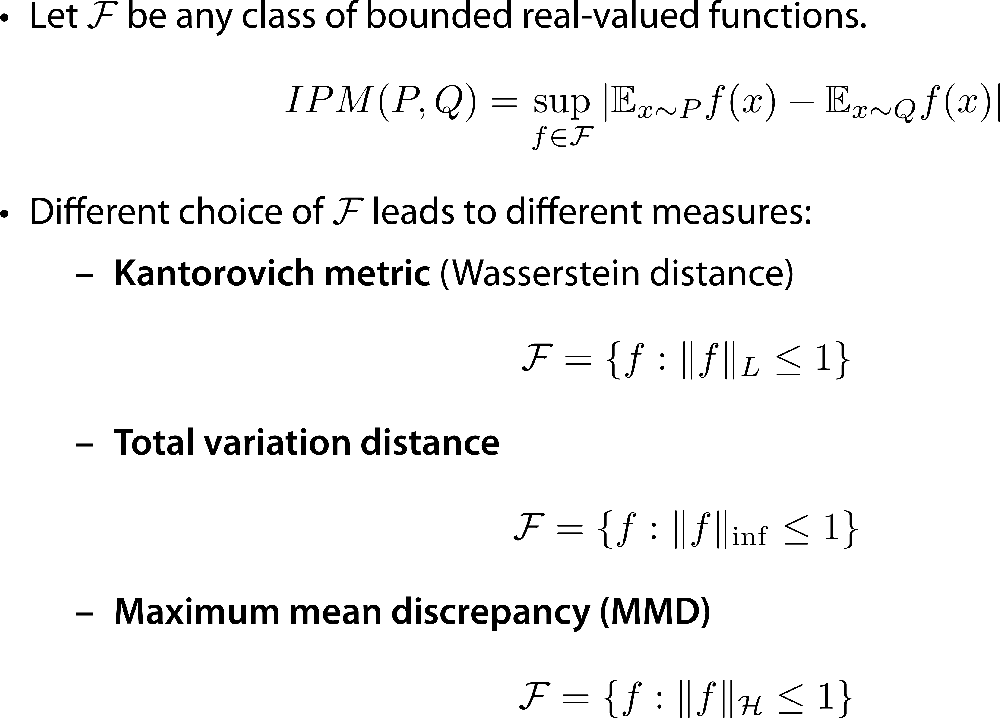 • Let $\mathcal{F}$ be any class of bounded real-valued functions.
$IPM(P, Q) = \sup_{f \in \mathcal{F}} |\mathbb{E}_{x \sim P} f(x) - \mathbb{E}_{x \sim Q} f(x)|$
• Different choice of $\mathcal{F}$ leads to different measures:
– Kantorovich metric (Wasserstein distance)
$\mathcal{F} = \{f : \|f\|_L \leq 1\}$
– Total variation distance
$\mathcal{F} = \{f : \|f\|_{\inf} \leq 1\}$
– Maximum mean discrepancy (MMD)
$\mathcal{F} = \{f : \|f\|_{\mathcal{H}} \leq 1\}$